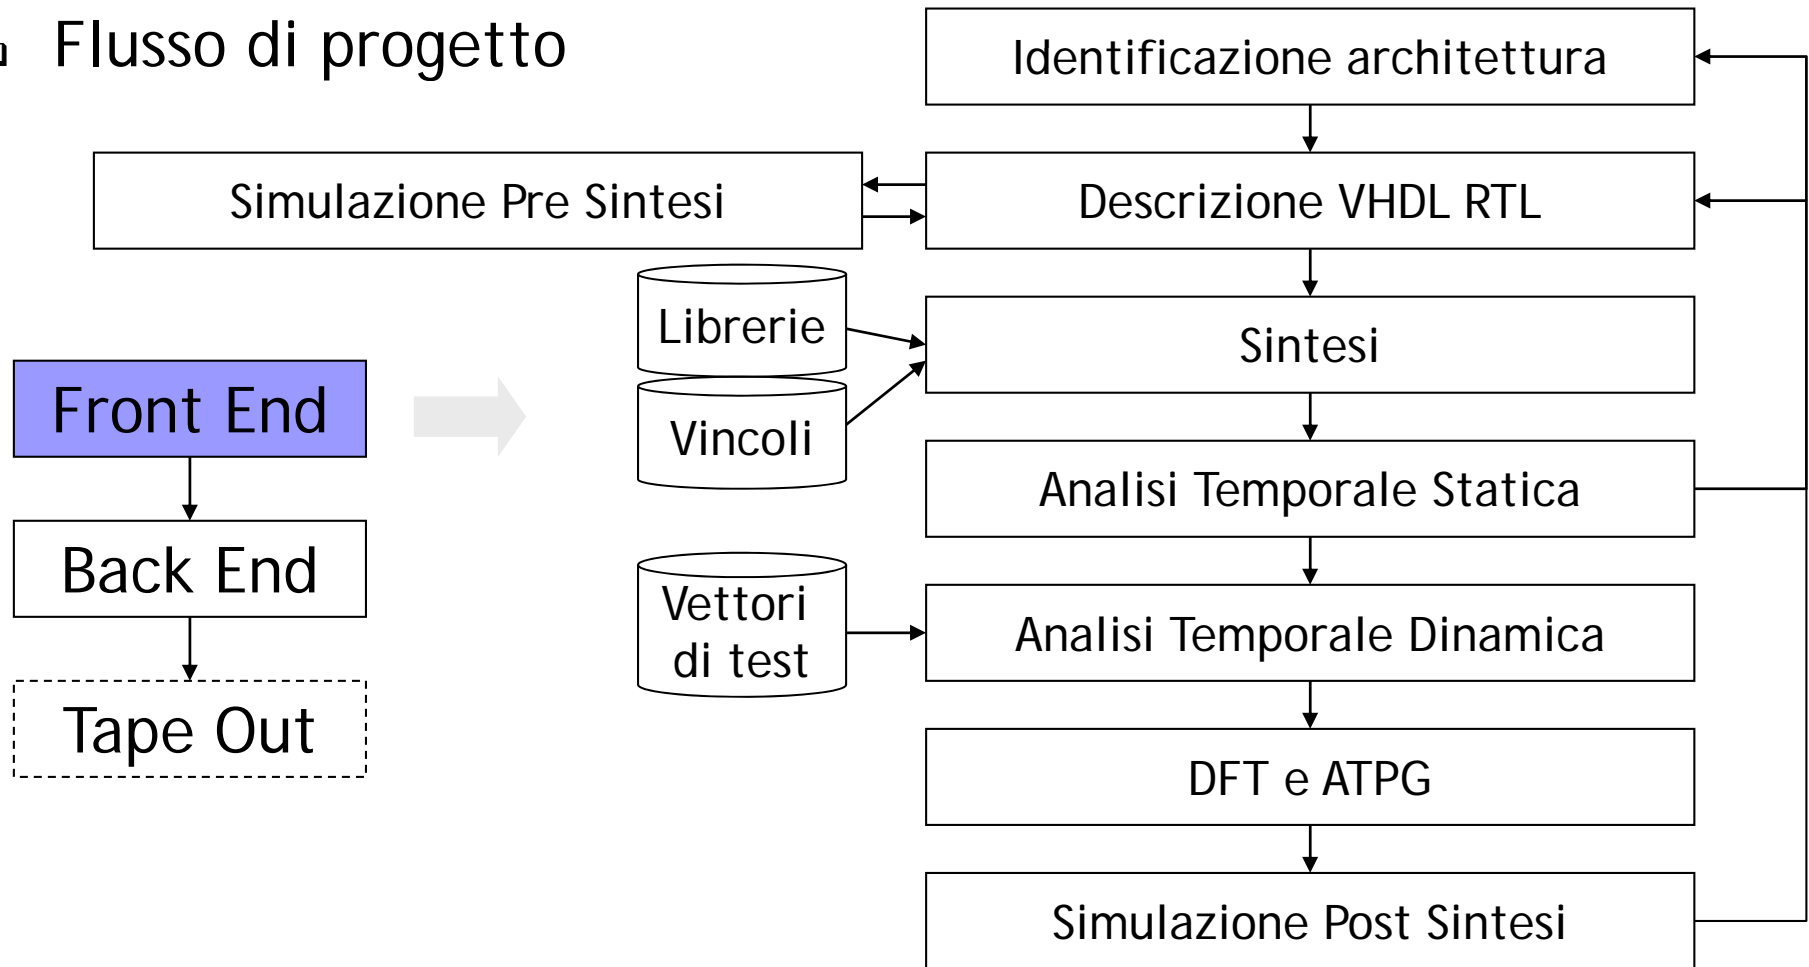 Flusso di progetto
Identificazione architettura
Simulazione Pre Sintesi
Descrizione VHDL RTL
Librerie
Sintesi
Front End
Vincoli
Analisi Temporale Statica
Back End
Vettori
di test
Analisi Temporale Dinamica
Tape Out
DFT e ATPG
Simulazione Post Sintesi